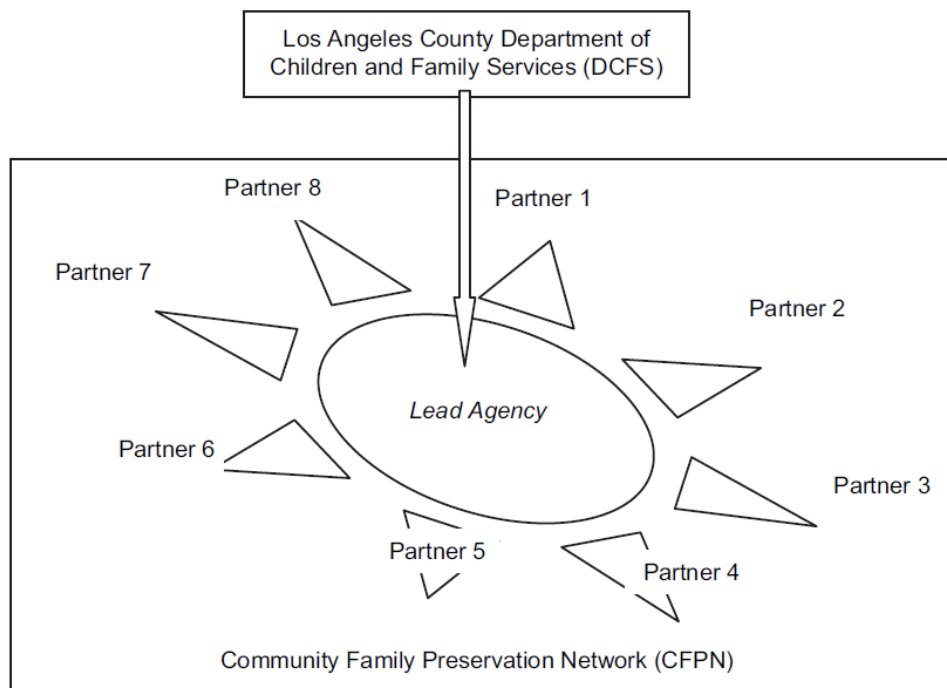 Los Angeles County Department of
Children and Family Services (DCFS)
Partner 8
Partner 1
Partner 7
Partner 2
Lead Agency
Partner 6
Partner 3
Partner 5
Partner 4
Community Family Preservation Network (CFPN)